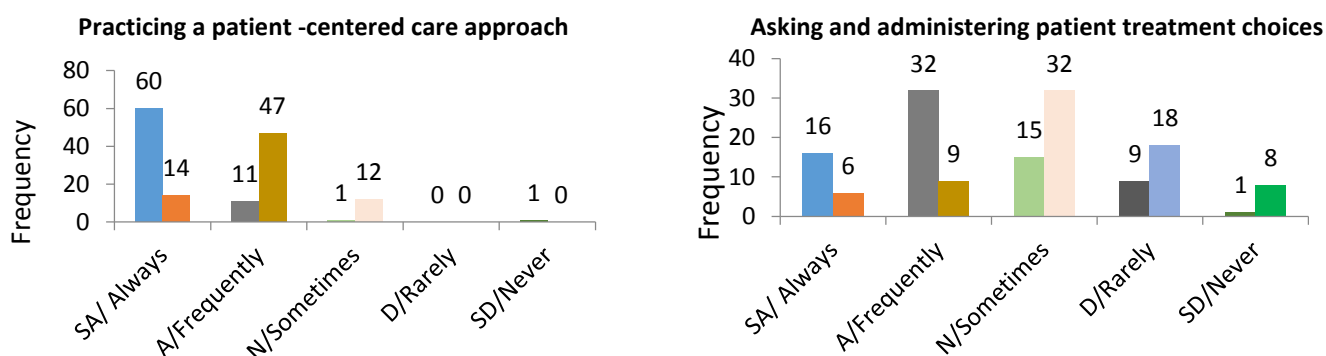 Practicing a patient -centered care approach
Frequency
80
60
40
20
0
60
14
11
47
1
12
0
0
1
0
SA/ Always
A/Frequently
N/Sometimes
D/Rarely
SD/Never
Asking and administering patient treatment choices
Frequency
40
30
20
10
0
16
6
32
9
15
32
9
18
1
8
SA/ Always
A/Frequently
N/Sometimes
D/Rarely
SD/Never